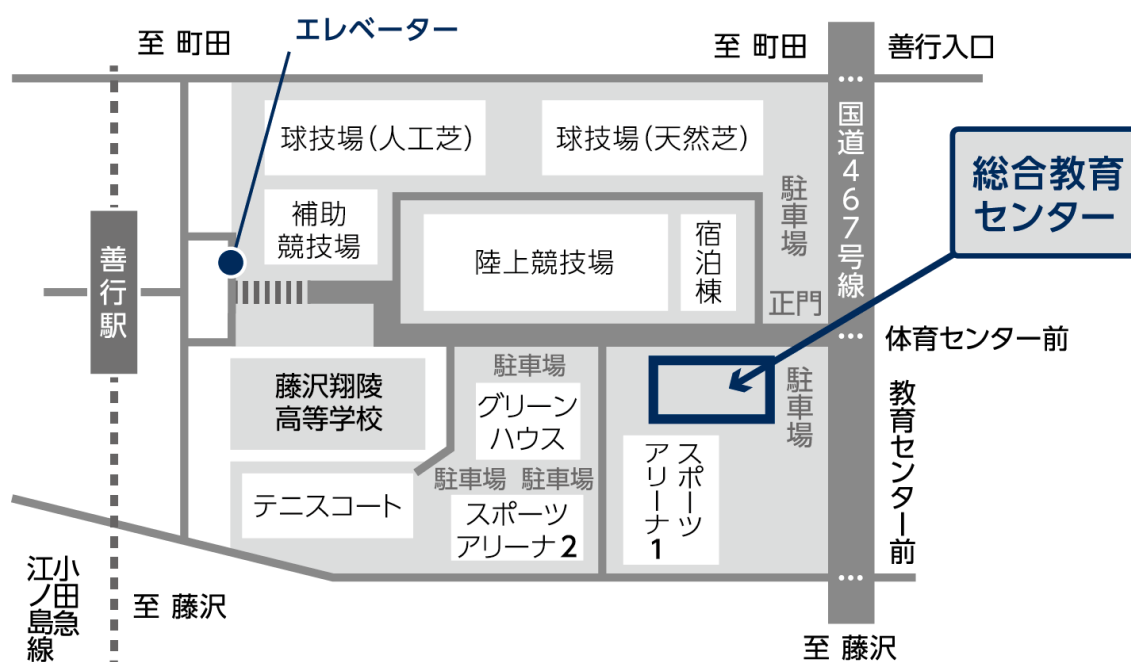 エレベーター
至 町田
至 町田
善行入口
球技場(人工芝)
球技場(天然芝)
国道467号線
総合教育
センター
駐車場
補助
競技場
陸上競技場
宿泊棟
善行駅
正門
体育センター前
駐車場
藤沢翔陵
高等学校
グリーン
ハウス
駐車場
教育センター前
スポーツ
アリーナ1
駐車場
駐車場
テニスコート
スポーツ
アリーナ2
小田急
江ノ島線
至 藤沢
至 藤沢